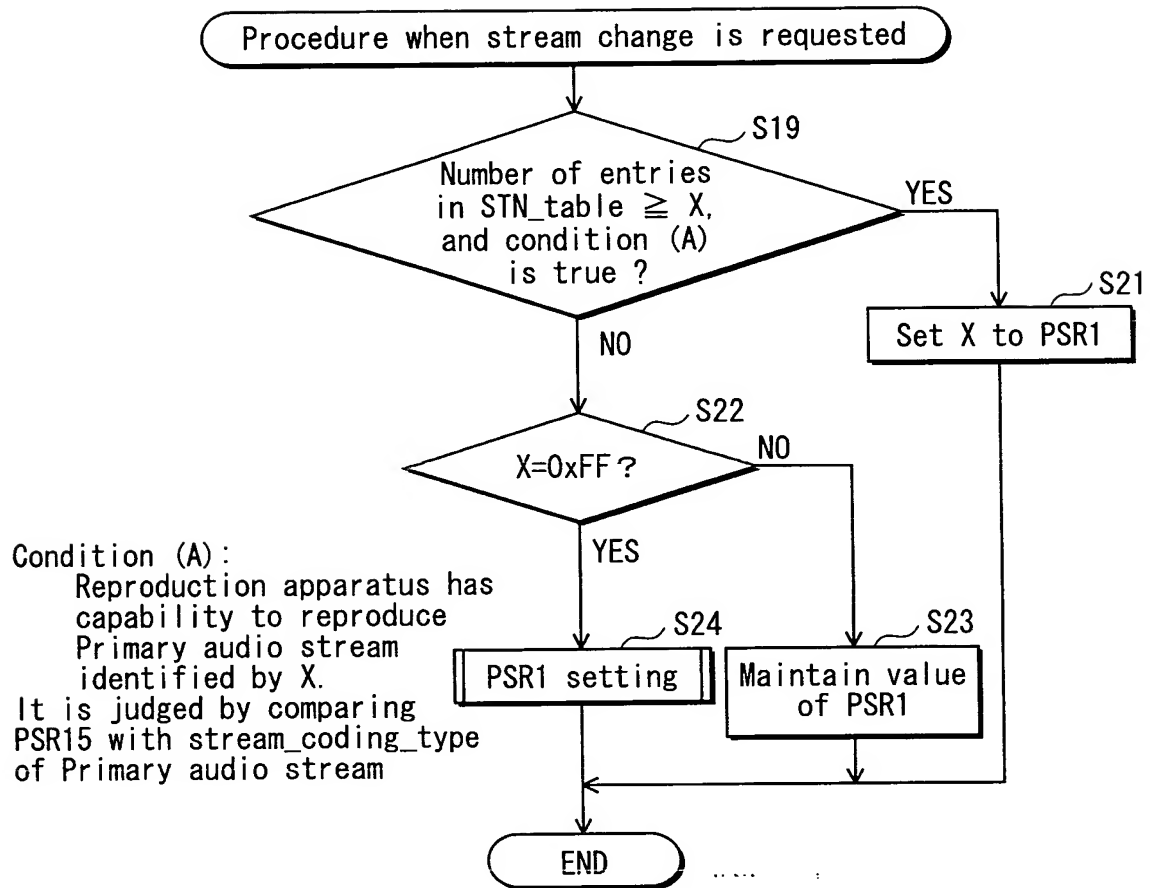 Procedure when stream change is requested
S19
Number of entries
in STN_table ≧ X,
and condition (A)
is true ?
YES
S21
Set X to PSR1
NO
S22
X=0xFF?
NO
YES
Condition (A):
Reproduction apparatus has
capability to reproduce
Primary audio stream
identified by X.
It is judged by comparing
PSR15 with stream_coding_type
of Primary audio stream
S24
PSR1 setting
S23
Maintain value
of PSR1
END